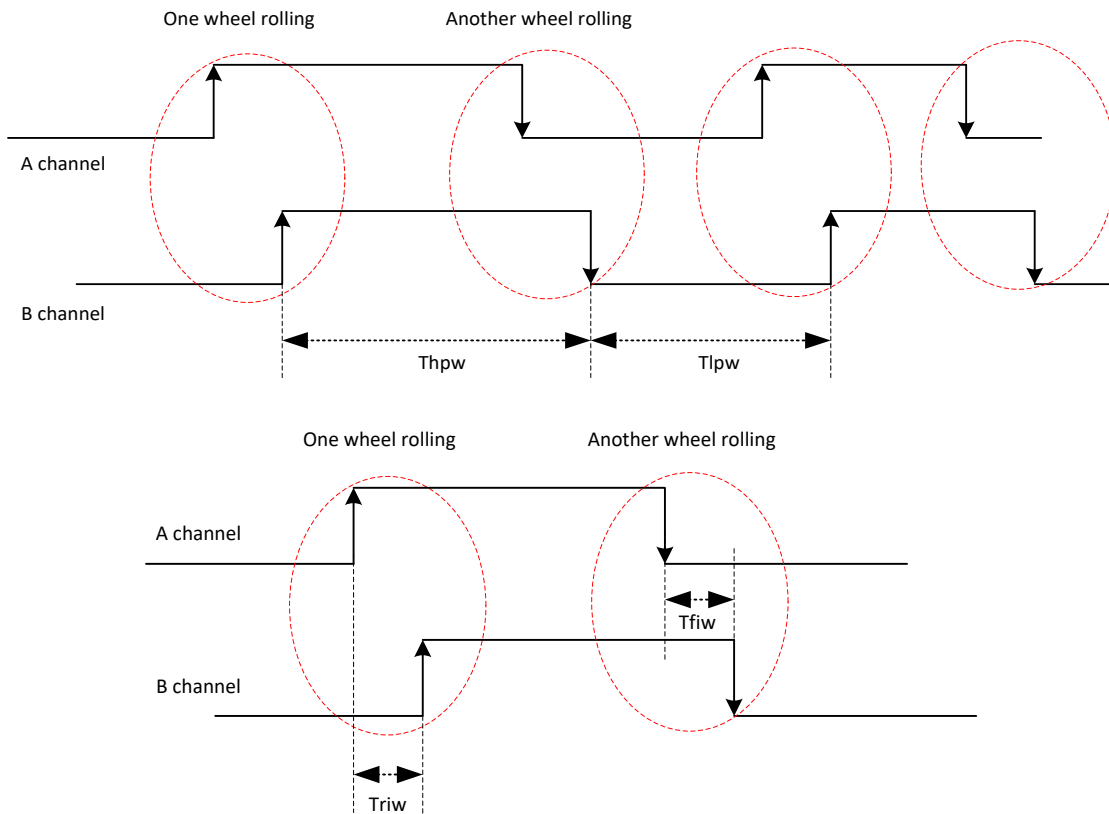 One wheel rolling
Another wheel rolling
A channel
B channel
Thpw
Tlpw
One wheel rolling
Another wheel rolling
A channel
Tfiw
B channel
Triw